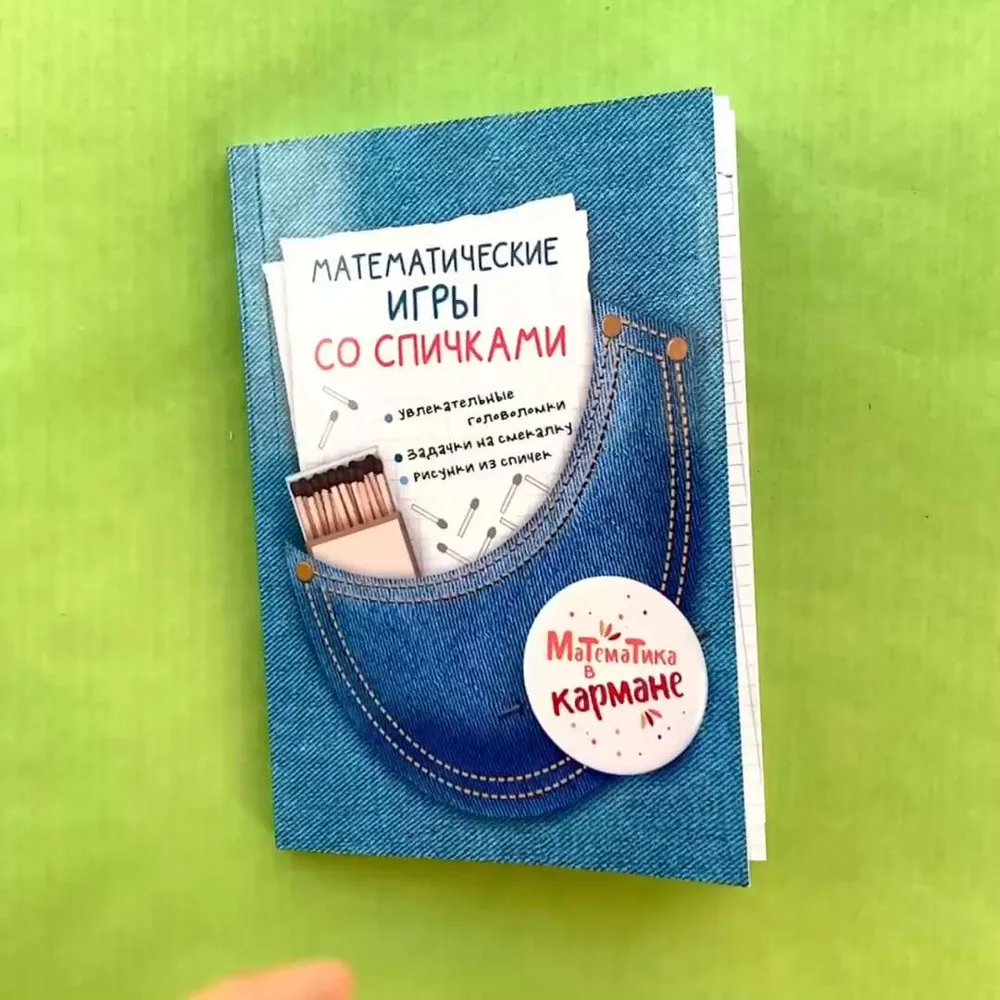 МАТЕМАТИЧЕСКИЕ
ИГРЫ
СО СПИЧКАМИ
• УВЛЕКАТЕЛЬНЫЕ
ГОЛОВОЛОМКИ
• ЗАДАЧКИ НА СМЕКАЛКУ
• РИСУНКИ ИЗ СПИЧЕК
МАТЕМАТИКА
В
КАРМАНЕ